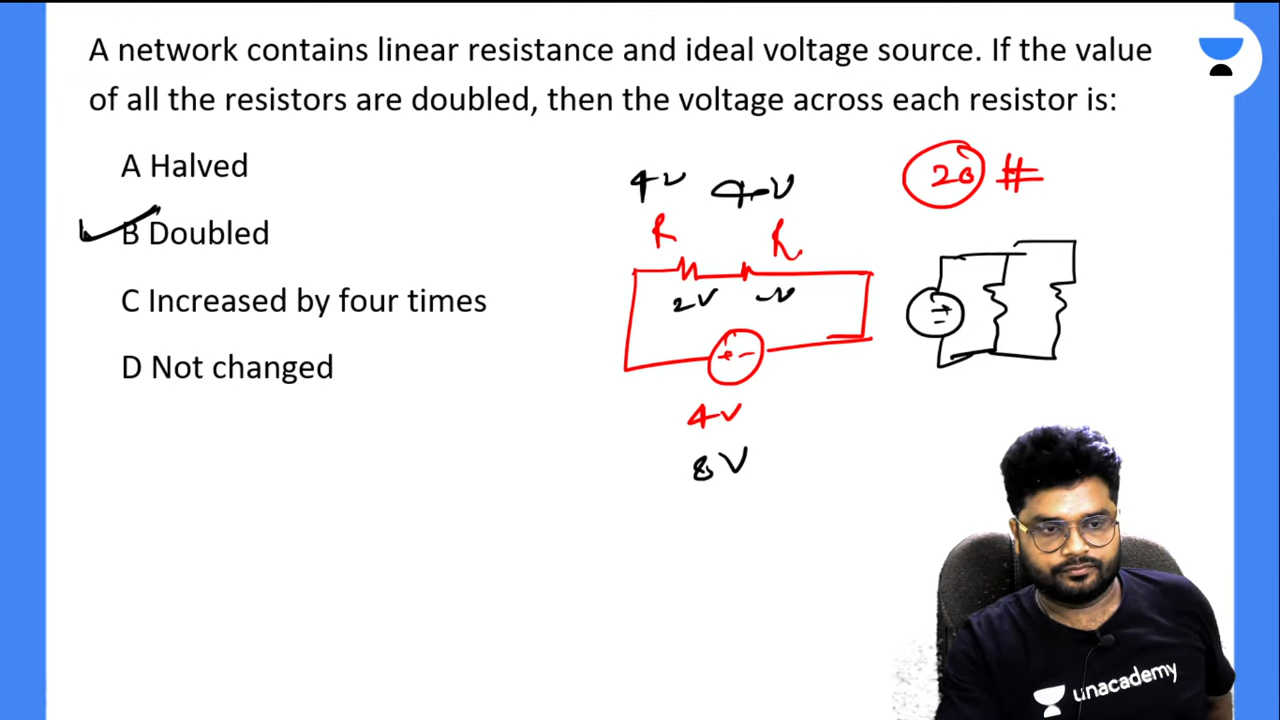 A network contains linear resistance and ideal voltage source. If the value
of all the resistors are doubled, then the voltage across each resistor is:
A Halved
B Doubled
C Increased by four times
D Not changed
4V 4V
R R
2V
+ -
4V
8V
20 #
unacademy